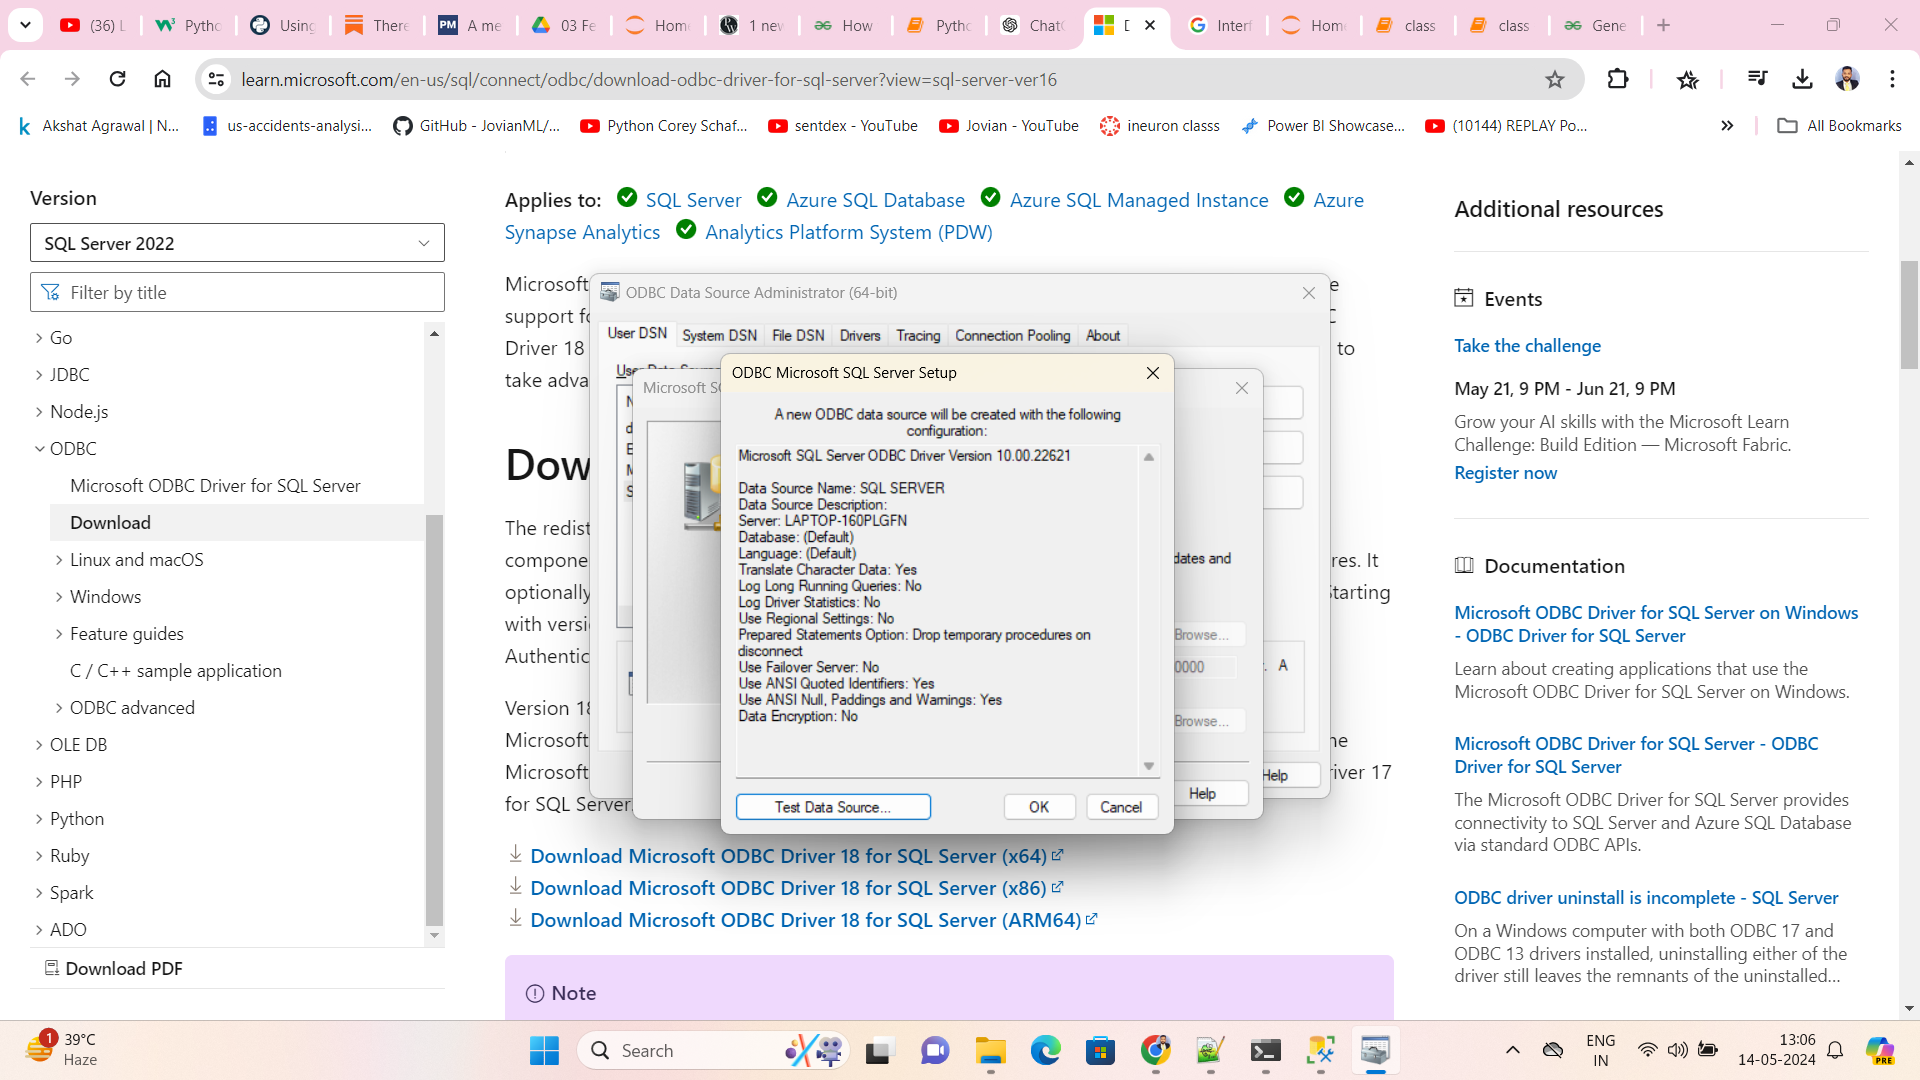 (36) L
Pytho
Using
There
A me
03 Fe
Home
1 new
How
Pytho
ChatG
D
Interf
Home
class
class
Gene
learn.microsoft.com/en-us/sql/connect/odbc/download-odbc-driver-for-sql-server?view=sql-server-ver16
Akshat Agrawal | N...
us-accidents-analysi...
GitHub - JovianML/...
Python Corey Schaf...
sentdex - YouTube
Jovian - YouTube
ineuron classs
Power BI Showcase...
(10144) REPLAY Po...
All Bookmarks
Version
SQL Server 2022
Filter by title
Go
JDBC
Node.js
ODBC
Microsoft ODBC Driver for SQL Server
Download
Linux and macOS
Windows
Feature guides
C / C++ sample application
ODBC advanced
OLE DB
PHP
Python
Ruby
Spark
ADO
Download PDF
Applies to: SQL Server Azure SQL Database Azure SQL Managed Instance Azure
Synapse Analytics Analytics Platform System (PDW)
Microsoft
support fo
Driver 18 to
take adva
Dow
The redist
compone res. It
optionally Starting
with versi
Authentic
Version 18
Microsoft he
Microsoft river 17
for SQL Server.
ODBC Data Source Administrator (64-bit)
User DSN System DSN File DSN Drivers Tracing Connection Pooling About
Microsoft SQ
dates and
Browse...
0000
A
Browse...
Help
Help
ODBC Microsoft SQL Server Setup
A new ODBC data source will be created with the following
configuration:
Microsoft SQL Server ODBC Driver Version 10.00.22621
Data Source Name: SQL SERVER
Data Source Description:
Server: LAPTOP-160PLGFN
Database: (Default)
Language: (Default)
Translate Character Data: Yes
Log Long Running Queries: No
Log Driver Statistics: No
Use Regional Settings: No
Prepared Statements Option: Drop temporary procedures on
disconnect
Use Failover Server: No
Use ANSI Quoted Identifiers: Yes
Use ANSI Null, Paddings and Warnings: Yes
Data Encryption: No
Test Data Source...
OK
Cancel
Download Microsoft ODBC Driver 18 for SQL Server (x64)
Download Microsoft ODBC Driver 18 for SQL Server (x86)
Download Microsoft ODBC Driver 18 for SQL Server (ARM64)
Note
Additional resources
Events
Take the challenge
May 21, 9 PM - Jun 21, 9 PM
Grow your AI skills with the Microsoft Learn
Challenge: Build Edition — Microsoft Fabric.
Register now
Documentation
Microsoft ODBC Driver for SQL Server on Windows
- ODBC Driver for SQL Server
Learn about creating applications that use the
Microsoft ODBC Driver for SQL Server on Windows.
Microsoft ODBC Driver for SQL Server - ODBC
Driver for SQL Server
The Microsoft ODBC Driver for SQL Server provides
connectivity to SQL Server and Azure SQL Database
via standard ODBC APIs.
ODBC driver uninstall is incomplete - SQL Server
On a Windows computer with both ODBC 17 and
ODBC 13 drivers installed, uninstalling either of the
driver still leaves the remnants of the uninstalled...
1
39°C
Haze
Search
ENG
IN
13:06
14-05-2024
PRE